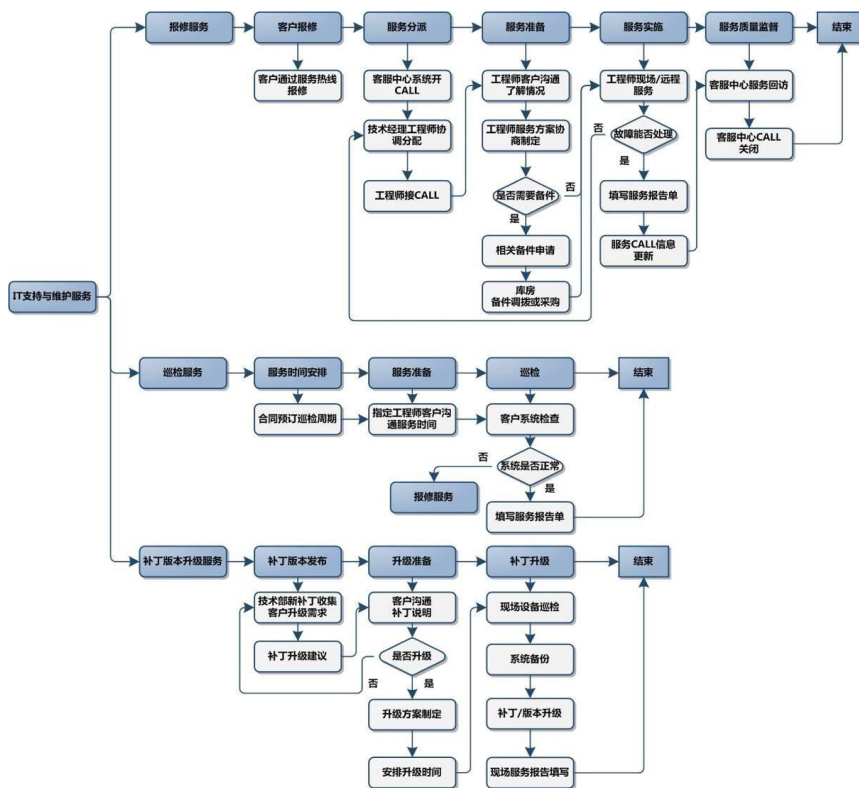 报修服务
客户报修
服务分派
服务准备
服务实施
服务质量监督
结束
客户通过服务热线
报修
客服中心系统开
CALL
技术经理工程师协
调分配
工程师接CALL
工程师客户沟通
了解情况
工程师服务方案协
商制定
是否需要备件
否
是
相关备件申请
库房
备件调拨或采购
工程师现场/远程
服务
故障能否处理
否
是
填写服务报告单
服务CALL信息
更新
客服中心服务回访
客服中心CALL
关闭
IT支持与维护服务
巡检服务
服务时间安排
服务准备
巡检
结束
合同预订巡检周期
指定工程师客户沟
通服务时间
客户系统检查
系统是否正常
否
是
报修服务
填写服务报告单
补丁版本升级服务
补丁版本发布
升级准备
补丁升级
结束
技术部新补丁收集
客户升级需求
补丁升级建议
客户沟通
补丁说明
是否升级
否
是
升级方案制定
安排升级时间
现场设备巡检
系统备份
补丁/版本升级
现场服务报告填写